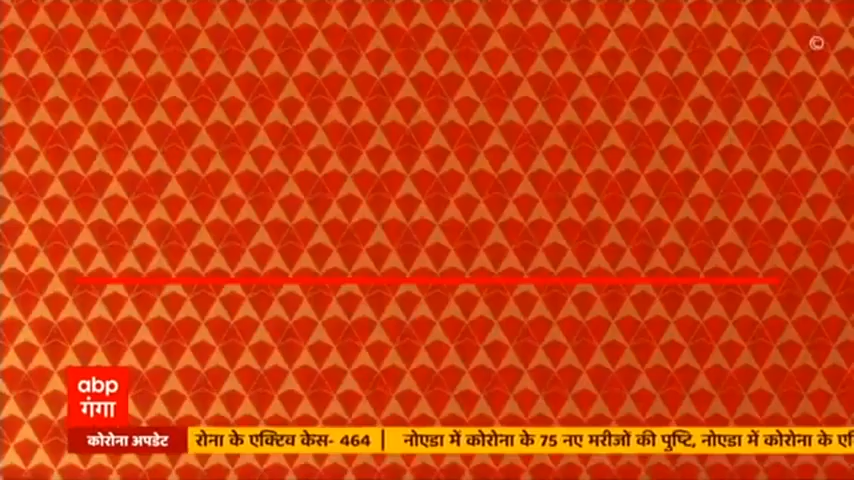 ©
abp
गंगा
कोरोना अपडेट
रोना के एक्टिव केस- 464 | नोएडा में कोरोना के 75 नए मरीजों की पुष्टि, नोएडा में कोरोना के